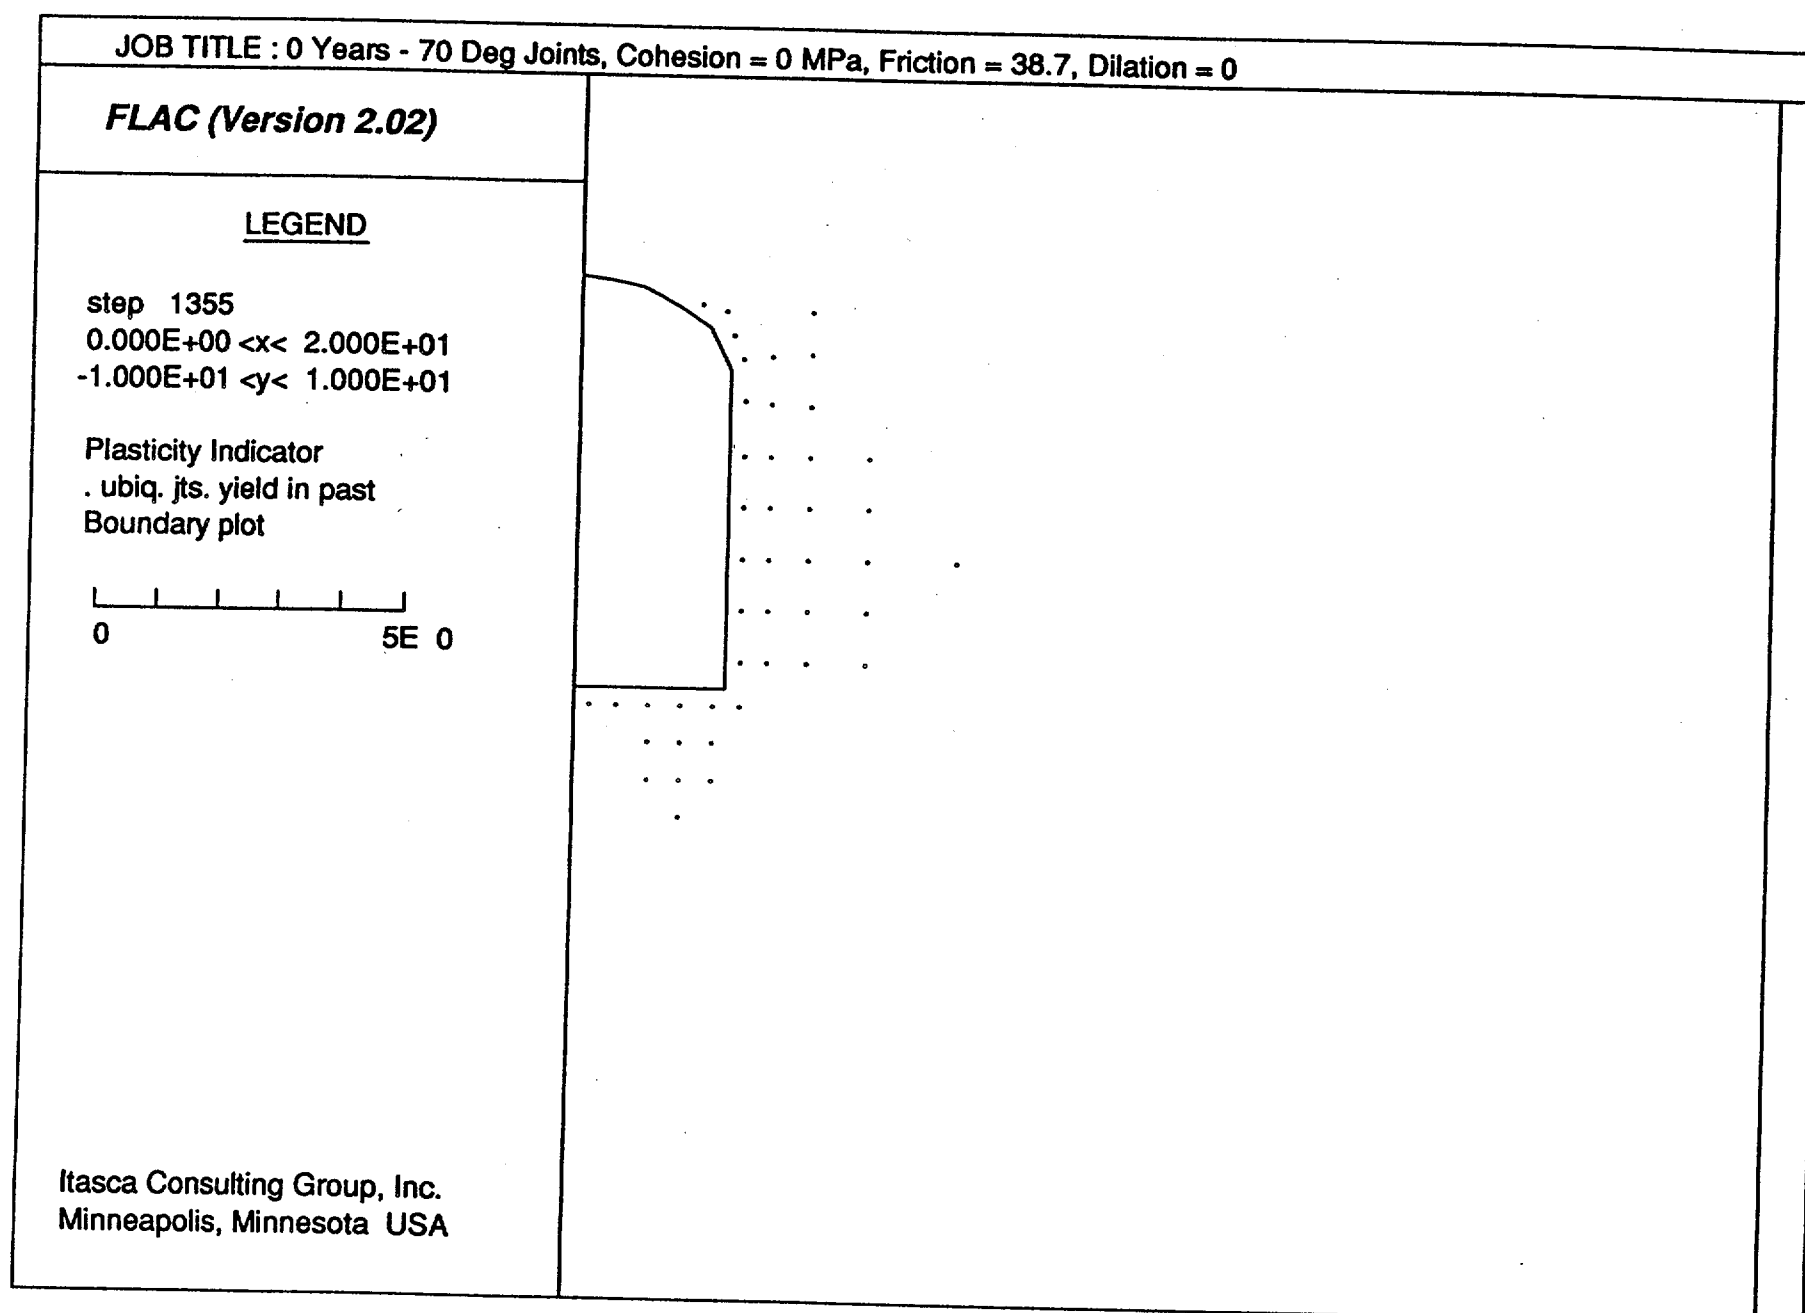 JOB TITLE : 0 Years - 70 Deg Joints, Cohesion = 0 MPa, Friction = 38.7, Dilation = 0
FLAC (Version 2.02)
LEGEND
step 1355
0.000E+00 <x< 2.000E+01
-1.000E+01 <y< 1.000E+01
Plasticity Indicator
. ubiq. jts. yield in past
Boundary plot
0 5E 0
Itasca Consulting Group, Inc.
Minneapolis, Minnesota USA